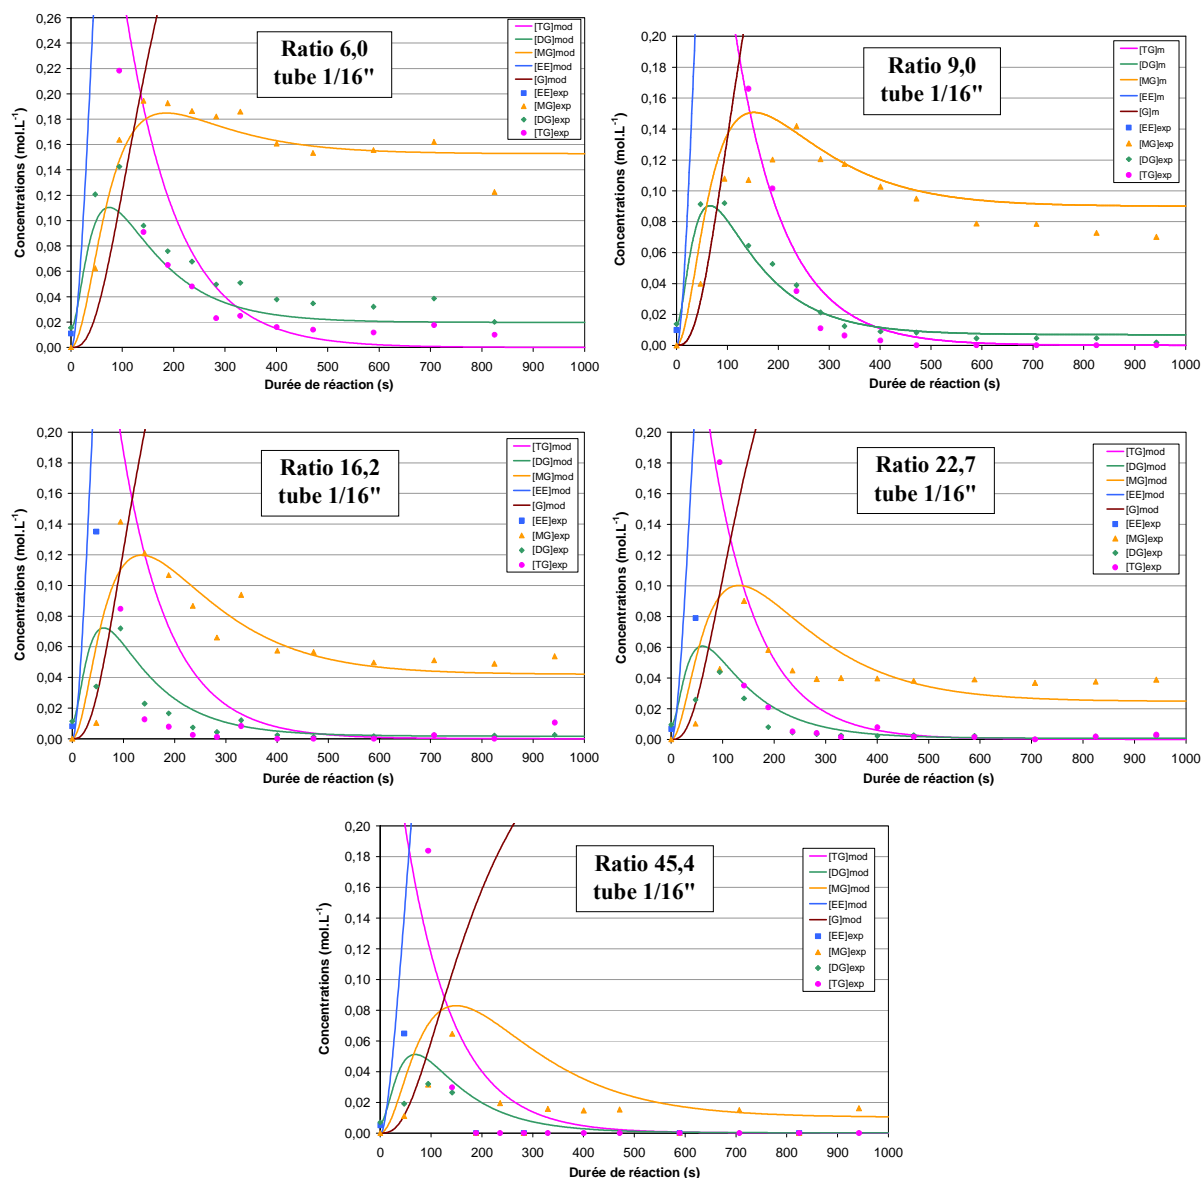 Ratio 6,0
tube 1/16"
Concentrations (mol.L-1)
0,26
0,24
0,22
0,20
0,18
0,16
0,14
0,12
0,10
0,08
0,06
0,04
0,02
0,00
0 100 200 300 400 500 600 700 800 900 1000
Durée de réaction (s)
[TG]mod
[DG]mod
[MG]mod
[EE]mod
[G]mod
[EE]exp
[MG]exp
[DG]exp
[TG]exp
Ratio 9,0
tube 1/16"
Concentrations (mol.L-1)
0,20
0,18
0,16
0,14
0,12
0,10
0,08
0,06
0,04
0,02
0,00
0 100 200 300 400 500 600 700 800 900 1000
Durée de réaction (s)
[TG]m
[DG]m
[MG]m
[EE]m
[G]m
[EE]exp
[MG]exp
[DG]exp
[TG]exp
Ratio 16,2
tube 1/16"
Concentrations (mol.L-1)
0,20
0,18
0,16
0,14
0,12
0,10
0,08
0,06
0,04
0,02
0,00
0 100 200 300 400 500 600 700 800 900 1000
Durée de réaction (s)
[TG]mod
[DG]mod
[MG]mod
[EE]mod
[G]mod
[EE]exp
[MG]exp
[DG]exp
[TG]exp
Ratio 22,7
tube 1/16"
Concentrations (mol.L-1)
0,20
0,18
0,16
0,14
0,12
0,10
0,08
0,06
0,04
0,02
0,00
0 100 200 300 400 500 600 700 800 900 1000
Durée de réaction (s)
[TG]mod
[DG]mod
[MG]mod
[EE]mod
[G]mod
[EE]exp
[MG]exp
[DG]exp
[TG]exp
Ratio 45,4
tube 1/16"
Concentrations (mol.L-1)
0,20
0,18
0,16
0,14
0,12
0,10
0,08
0,06
0,04
0,02
0,00
0 100 200 300 400 500 600 700 800 900 1000
Durée de réaction (s)
[TG]mod
[DG]mod
[MG]mod
[EE]mod
[G]mod
[EE]exp
[MG]exp
[DG]exp
[TG]exp